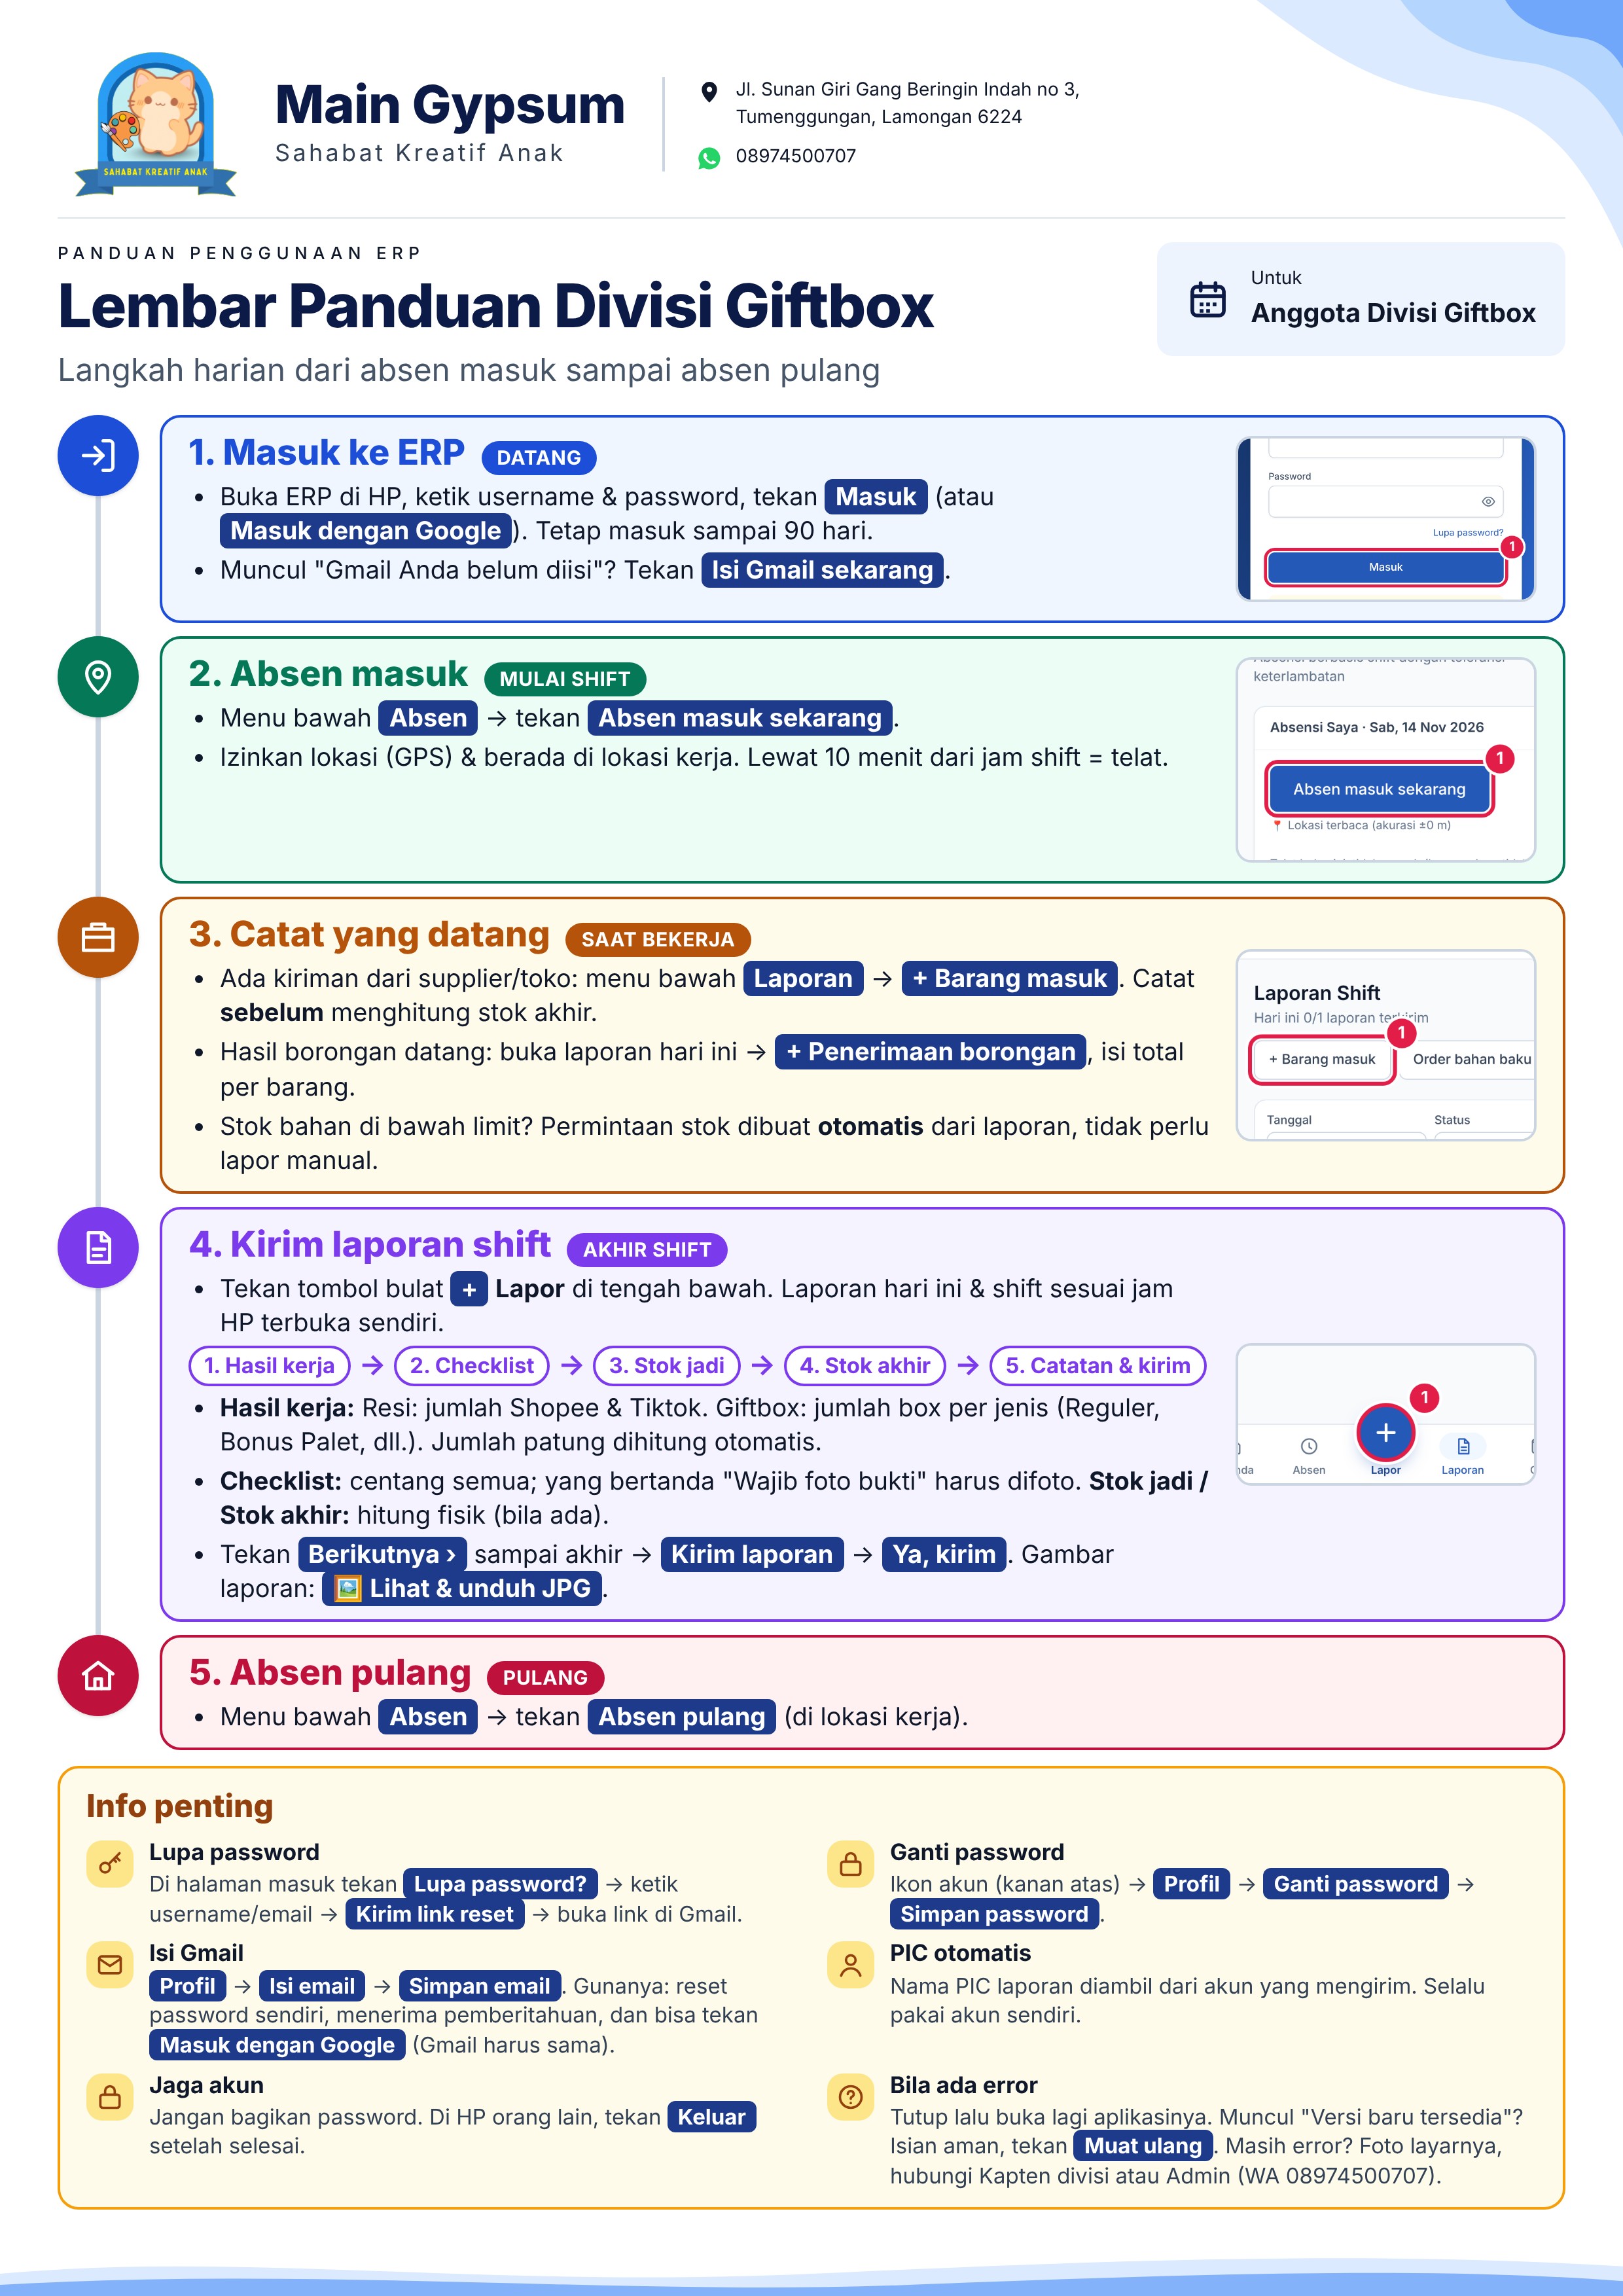 SAHABAT KREATIF ANAK
Main Gypsum
Sahabat Kreatif Anak
Jl. Sunan Giri Gang Beringin Indah no 3,
Tumenggungan, Lamongan 6224
08974500707
PANDUAN PENGGUNAAN ERP
Lembar Panduan Divisi Giftbox
Langkah harian dari absen masuk sampai absen pulang
Untuk
Anggota Divisi Giftbox
1. Masuk ke ERP DATANG
• Buka ERP di HP, ketik username & password, tekan Masuk (atau
Masuk dengan Google). Tetap masuk sampai 90 hari.
• Muncul "Gmail Anda belum diisi"? Tekan Isi Gmail sekarang.
Password
Lupa password?
1
Masuk
2. Absen masuk MULAI SHIFT
• Menu bawah Absen → tekan Absen masuk sekarang.
• Izinkan lokasi (GPS) & berada di lokasi kerja. Lewat 10 menit dari jam shift = telat.
Absensi berbasis shift dengan toleransi
keterlambatan
Absensi Saya · Sab, 14 Nov 2026
1
Absen masuk sekarang
📍 Lokasi terbaca (akurasi ±0 m)
3. Catat yang datang SAAT BEKERJA
• Ada kiriman dari supplier/toko: menu bawah Laporan → + Barang masuk. Catat
sebelum menghitung stok akhir.
• Hasil borongan datang: buka laporan hari ini → + Penerimaan borongan, isi total
per barang.
• Stok bahan di bawah limit? Permintaan stok dibuat otomatis dari laporan, tidak perlu
lapor manual.
Laporan Shift
Hari ini 0/1 laporan terkirim
1
+ Barang masuk Order bahan baku
Tanggal Status
4. Kirim laporan shift AKHIR SHIFT
• Tekan tombol bulat + Lapor di tengah bawah. Laporan hari ini & shift sesuai jam
HP terbuka sendiri.
1. Hasil kerja → 2. Checklist → 3. Stok jadi → 4. Stok akhir → 5. Catatan & kirim
• Hasil kerja: Resi: jumlah Shopee & Tiktok. Giftbox: jumlah box per jenis (Reguler,
Bonus Palet, dll.). Jumlah patung dihitung otomatis.
• Checklist: centang semua; yang bertanda "Wajib foto bukti" harus difoto. Stok jadi /
Stok akhir: hitung fisik (bila ada).
• Tekan Berikutnya › sampai akhir → Kirim laporan → Ya, kirim. Gambar
laporan: 🖼️ Lihat & unduh JPG.
1
+
nda Absen Lapor Laporan
5. Absen pulang PULANG
• Menu bawah Absen → tekan Absen pulang (di lokasi kerja).
Info penting
Lupa password
Di halaman masuk tekan Lupa password? → ketik
username/email → Kirim link reset → buka link di Gmail.
Ganti password
Ikon akun (kanan atas) → Profil → Ganti password →
Simpan password.
Isi Gmail
Profil → Isi email → Simpan email. Gunanya: reset
password sendiri, menerima pemberitahuan, dan bisa tekan
Masuk dengan Google (Gmail harus sama).
PIC otomatis
Nama PIC laporan diambil dari akun yang mengirim. Selalu
pakai akun sendiri.
Jaga akun
Jangan bagikan password. Di HP orang lain, tekan Keluar
setelah selesai.
Bila ada error
Tutup lalu buka lagi aplikasinya. Muncul "Versi baru tersedia"?
Isian aman, tekan Muat ulang. Masih error? Foto layarnya,
hubungi Kapten divisi atau Admin (WA 08974500707).